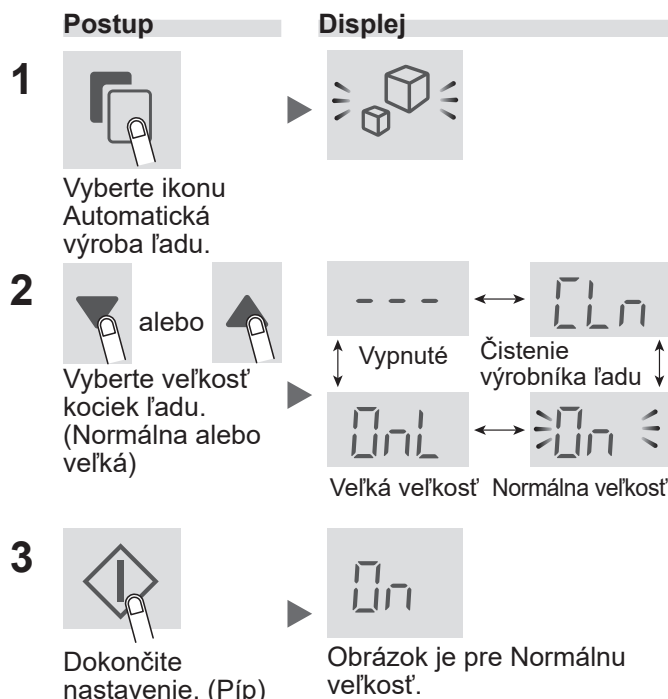 Postup Displej
1
Vyberte ikonu
Automatická
výroba ľadu.
2
alebo
Vyberte veľkosť
kociek ľadu.
(Normálna alebo
veľká)
- - - CLn
Vypnuté Čistenie
výrobníka ľadu
OnL On
Veľká veľkosť Normálna veľkosť
3
On
Dokončite
nastavenie. (Píp)
Obrázok je pre Normálnu
veľkosť.